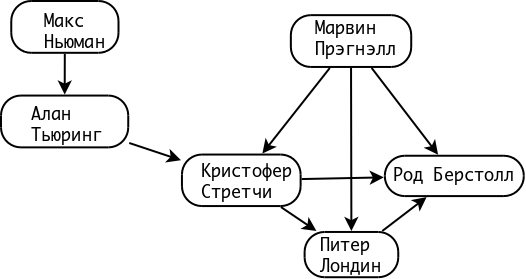 Макс
Ньюман
Марвин
Прэгнэлл
Алан
Тьюринг
Кристофер
Стретчи
Род Берстолл
Питер
Лондин